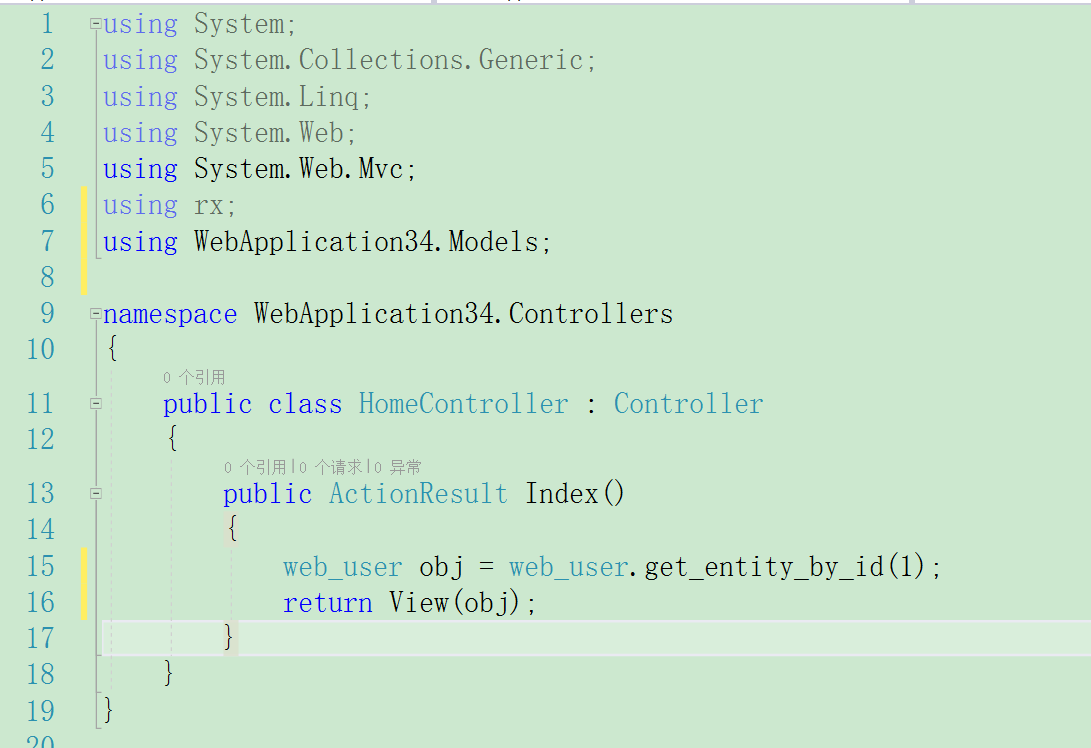 1 using System;
2 using System.Collections.Generic;
3 using System.Linq;
4 using System.Web;
5 using System.Web.Mvc;
6 using rx;
7 using WebApplication34.Models;
8
9 namespace WebApplication34.Controllers
10 {
0 个引用
11 public class HomeController : Controller
12 {
0 个引用|0 个请求|0 异常
13 public ActionResult Index()
14 {
15 web_user obj = web_user.get_entity_by_id(1);
16 return View(obj);
17 }
18 }
19 }
20